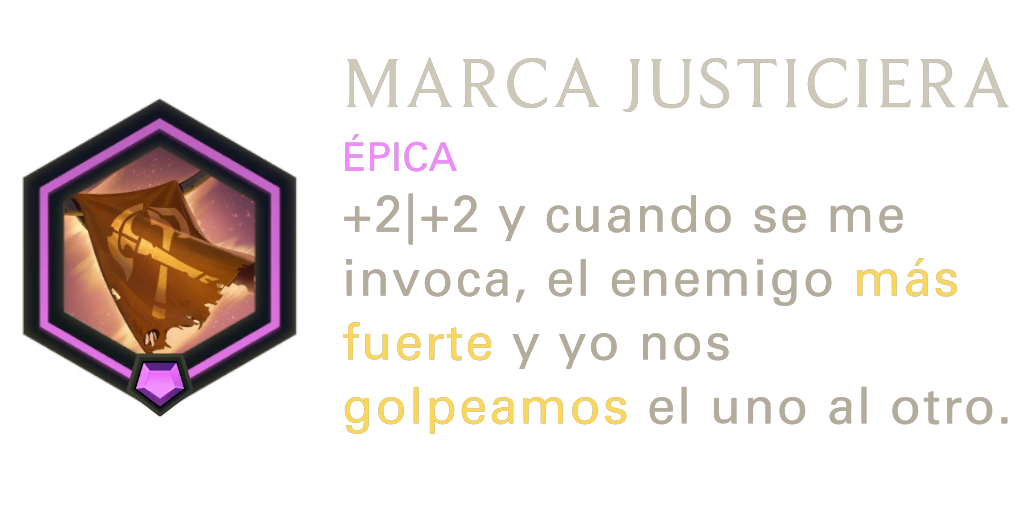 MARCA JUSTICIERA
ÉPICA
+2|+2 y cuando se me
invoca, el enemigo más
fuerte y yo nos
golpeamos el uno al otro.